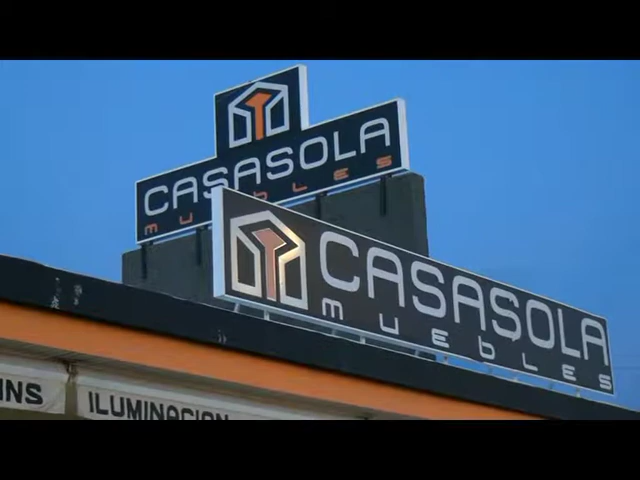 CASASOLA
muebles
CASASOLA
muebles
INS
ILUMINACION